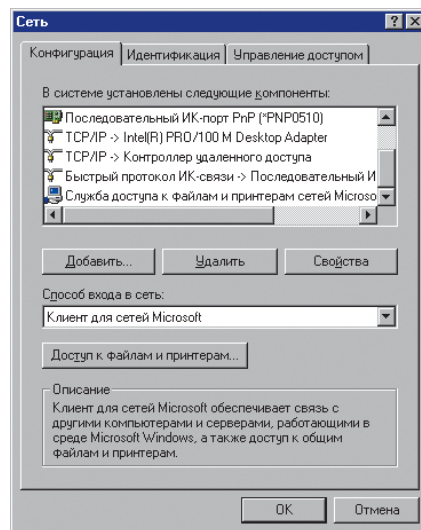 Сеть
Конфигурация Идентификация Управление доступом
В системе установлены следующие компоненты:
Последовательный ИК-порт PnP (*PNP0510)
TCP/IP -> Intel(R) PRO/100 M Desktop Adapter
TCP/IP -> Контроллер удаленного доступа
Быстрый протокол ИК-связи -> Последовательный И
Служба доступа к файлам и принтерам сетей Microso
Добавить... Удалить Свойства
Способ входа в сеть:
Клиент для сетей Microsoft
Доступ к файлам и принтерам...
Описание
Клиент для сетей Microsoft обеспечивает связь с
другими компьютерами и серверами, работающими в
среде Microsoft Windows, а также доступ к общим
файлам и принтерам.
OK Отмена